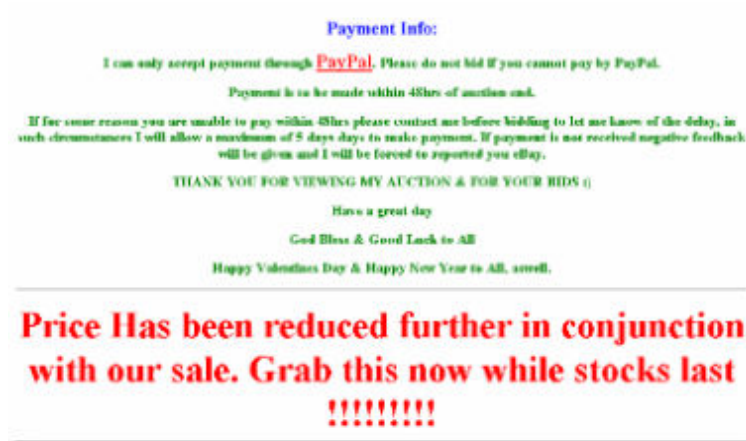 Payment Info:
I can only accept payment through PayPal. Please do not bid if you cannot pay by PayPal.
Payment is to be made within 48hrs of auction end.
If for some reason you are unable to pay within 48hrs please contact me before bidding to let me know of the delay, in
such circumstances I will allow a maximum of 5 days days to make payment. If payment is not received negative feedback
will be given and I will be forced to reported you eBay.
THANK YOU FOR VIEWING MY AUCTION & FOR YOUR BIDS :)
Have a great day
God Bless & Good Luck to All
Happy Valentines Day & Happy New Year to All, aswell.
Price Has been reduced further in conjunction
with our sale. Grab this now while stocks last
!!!!!!!!!